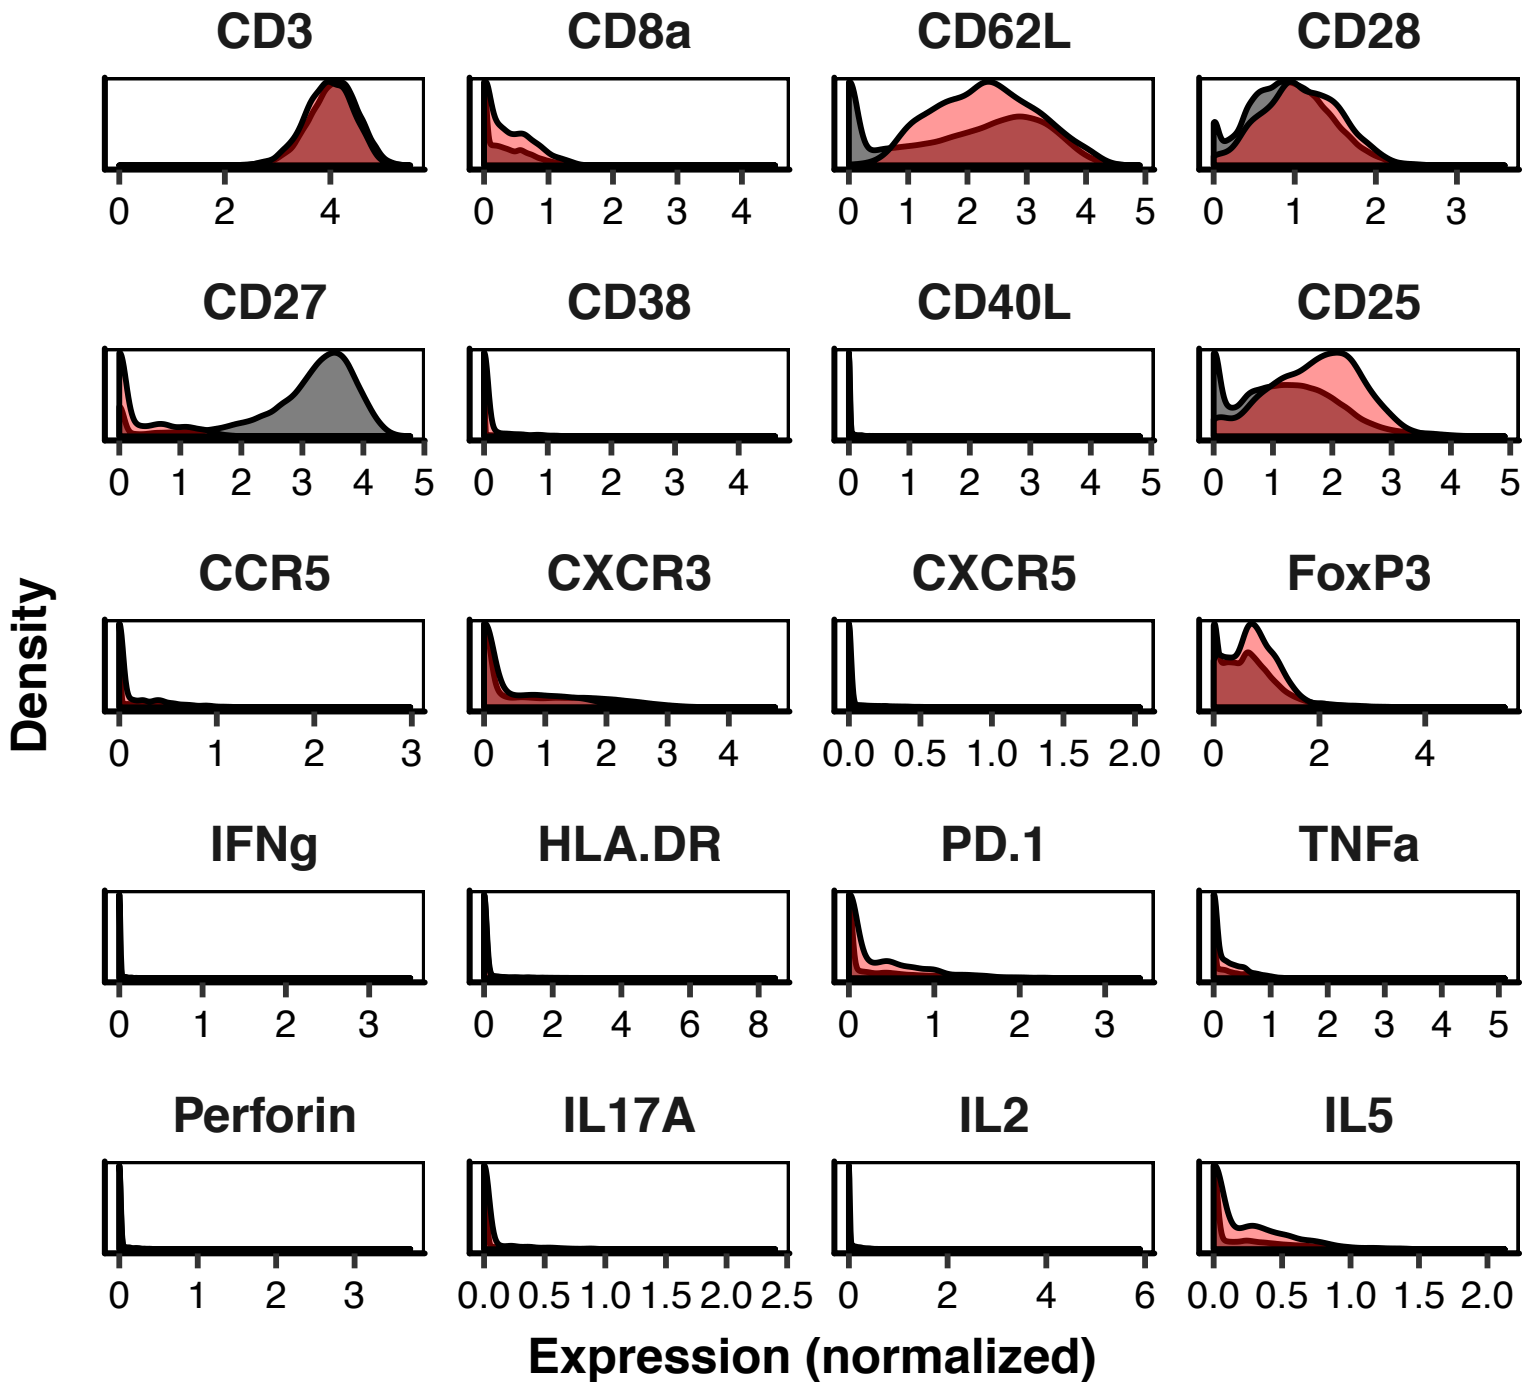 CD3 CD8a CD62L CD28
0 2 4 0 1 2 3 4 0 1 2 3 4 5 0 1 2 3
CD27 CD38 CD40L CD25
0 1 2 3 4 5 0 1 2 3 4 0 1 2 3 4 5 0 1 2 3 4 5
CCR5 CXCR3 CXCR5 FoxP3
0 1 2 3 0 1 2 3 4 0.0 0.5 1.0 1.5 2.0 0 2 4
Density
IFNg HLA.DR PD.1 TNFa
0 1 2 3 0 2 4 6 8 0 1 2 3 0 1 2 3 4 5
Perforin IL17A IL2 IL5
0 1 2 3 0.0 0.5 1.0 1.5 2.0 2.5 0 2 4 6 0.0 0.5 1.0 1.5 2.0
Expression (normalized)